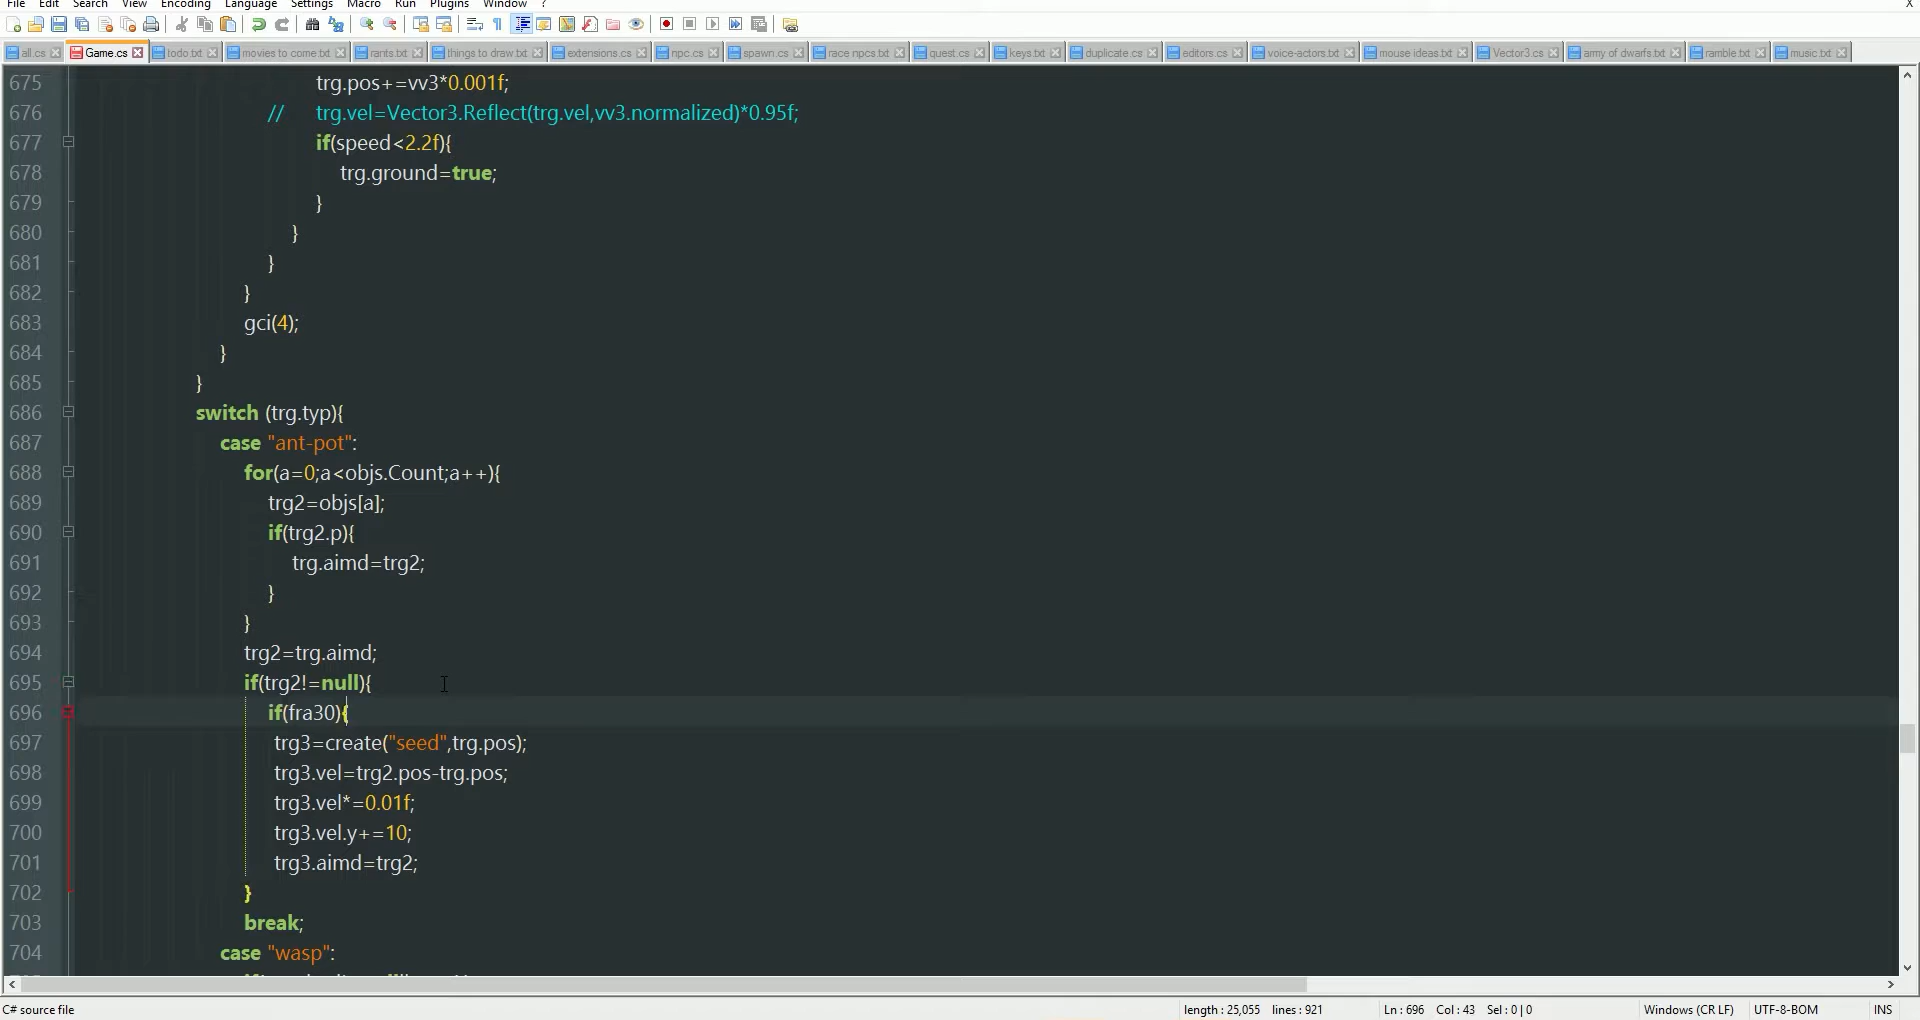 File Edit Search View Encoding Language Settings Macro Run Plugins Window ? X
all.cs Game.cs todo.txt movies to come.txt rants.txt things to draw.txt extensions.cs npc.cs spawn.cs race npcs.txt quest.cs keys.txt duplicate.cs editors.cs voice-actors.txt mouse ideas.txt Vector3.cs army of dwarfs.txt ramble.txt music.txt
675 trg.pos+=vv3*0.001f;
676 // trg.vel=Vector3.Reflect(trg.vel,vv3.normalized)*0.95f;
677 if(speed<2.2f){
678 trg.ground=true;
679 }
680 }
681 }
682 }
683 gci(4);
684 }
685 }
686 switch (trg.typ){
687 case "ant-pot":
688 for(a=0;a<objs.Count;a++){
689 trg2=objs[a];
690 if(trg2.p){
691 trg.aimd=trg2;
692 }
693 }
694 trg2=trg.aimd;
695 if(trg2!=null){
696 if(fra30){
697 trg3=create("seed",trg.pos);
698 trg3.vel=trg2.pos-trg.pos;
699 trg3.vel*=0.01f;
700 trg3.vel.y+=10;
701 trg3.aimd=trg2;
702 }
703 break;
704 case "wasp":
C# source file length : 25,055 lines : 921 Ln : 696 Col : 43 Sel : 0 | 0 Windows (CR LF) UTF-8-BOM INS